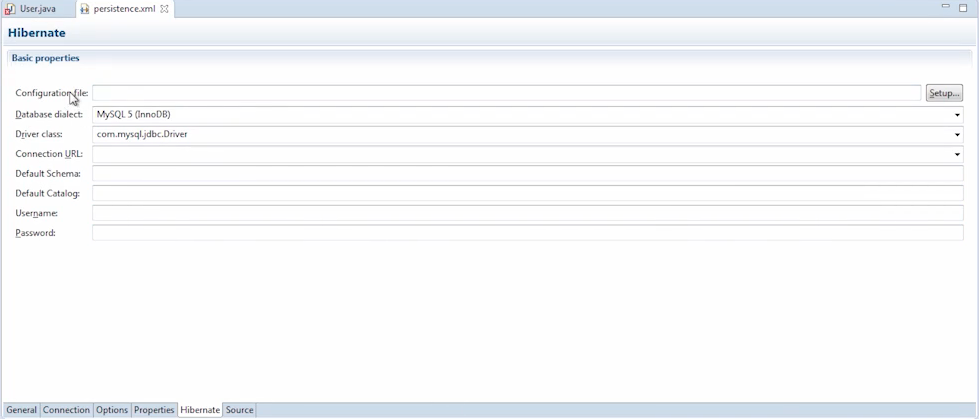 User.java persistence.xml
Hibernate
Basic properties
Configuration file:
Setup...
Database dialect: MySQL 5 (InnoDB)
Driver class: com.mysql.jdbc.Driver
Connection URL:
Default Schema:
Default Catalog:
Username:
Password:
General Connection Options Properties Hibernate Source